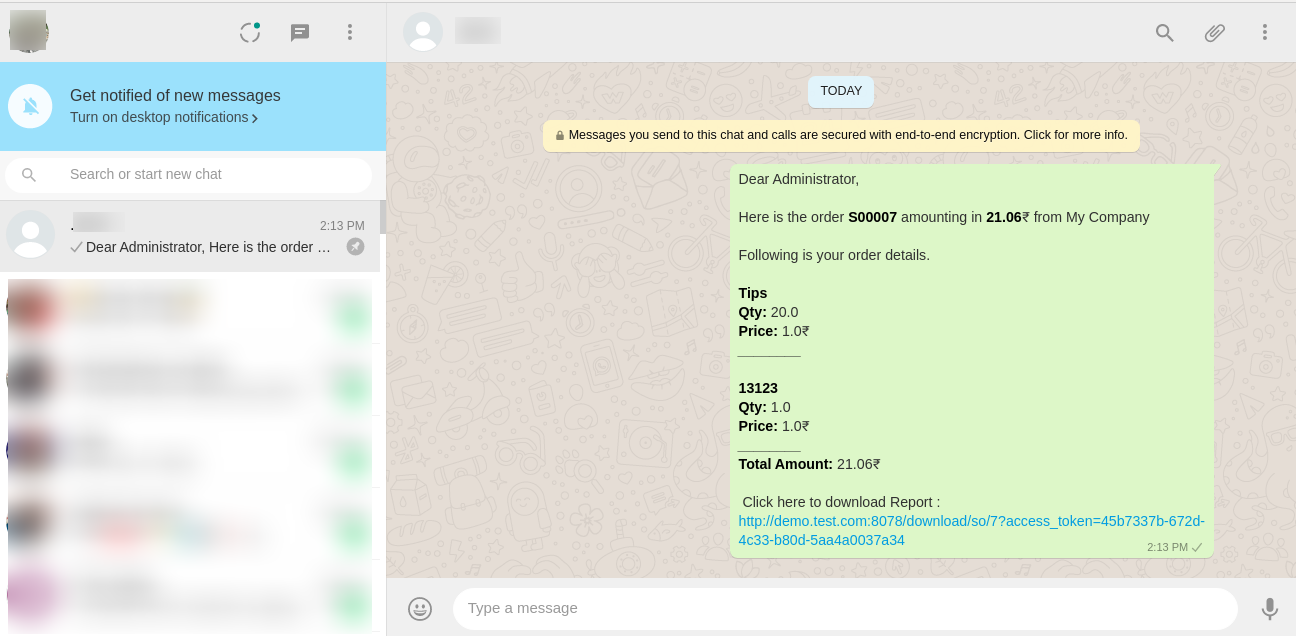 Get notified of new messages
Turn on desktop notifications
Search or start new chat
.
2:13 PM
Dear Administrator, Here is the order …
TODAY
Messages you send to this chat and calls are secured with end-to-end encryption. Click for more info.
Dear Administrator,
Here is the order S00007 amounting in 21.06₹ from My Company
Following is your order details.
Tips
Qty: 20.0
Price: 1.0₹
________
13123
Qty: 1.0
Price: 1.0₹
________
Total Amount: 21.06₹
Click here to download Report :
http://demo.test.com:8078/download/so/7?access_token=45b7337b-672d-
4c33-b80d-5aa4a0037a34
2:13 PM
Type a message